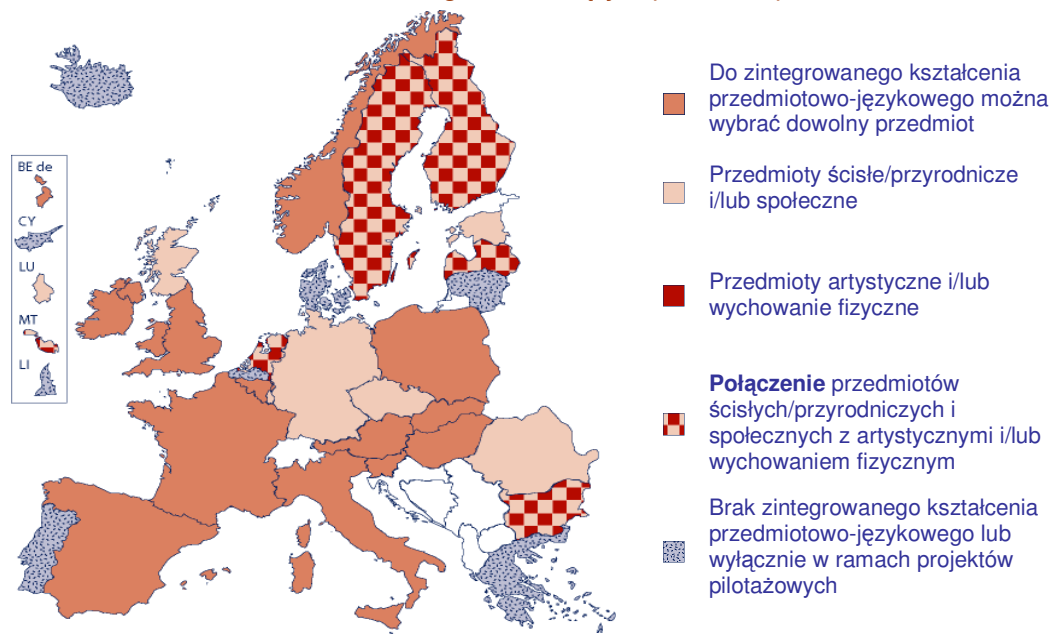 BE de
CY
LU
MT
LI
Do zintegrowanego kształcenia
przedmiotowo-językowego można
wybrać dowolny przedmiot
Przedmioty ścisłe/przyrodnicze
i/lub społeczne
Przedmioty artystyczne i/lub
wychowanie fizyczne
Połączenie przedmiotów
ścisłych/przyrodniczych i
społecznych z artystycznymi i/lub
wychowaniem fizycznym
Brak zintegrowanego kształcenia
przedmiotowo-językowego lub
wyłącznie w ramach projektów
pilotażowych